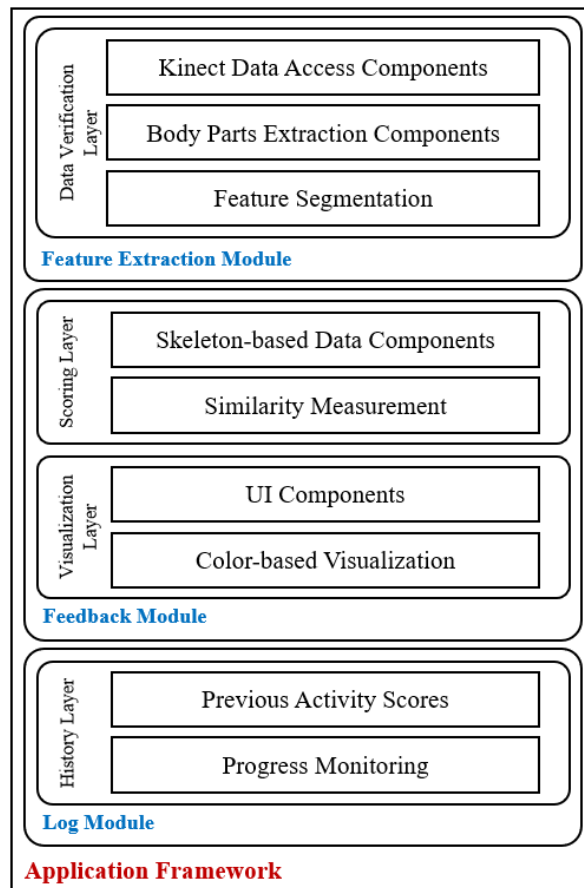 Data Verification
Layer
Kinect Data Access Components
Body Parts Extraction Components
Feature Segmentation
Feature Extraction Module
Scoring Layer
Skeleton-based Data Components
Similarity Measurement
Visualization
Layer
UI Components
Color-based Visualization
Feedback Module
History Layer
Previous Activity Scores
Progress Monitoring
Log Module
Application Framework